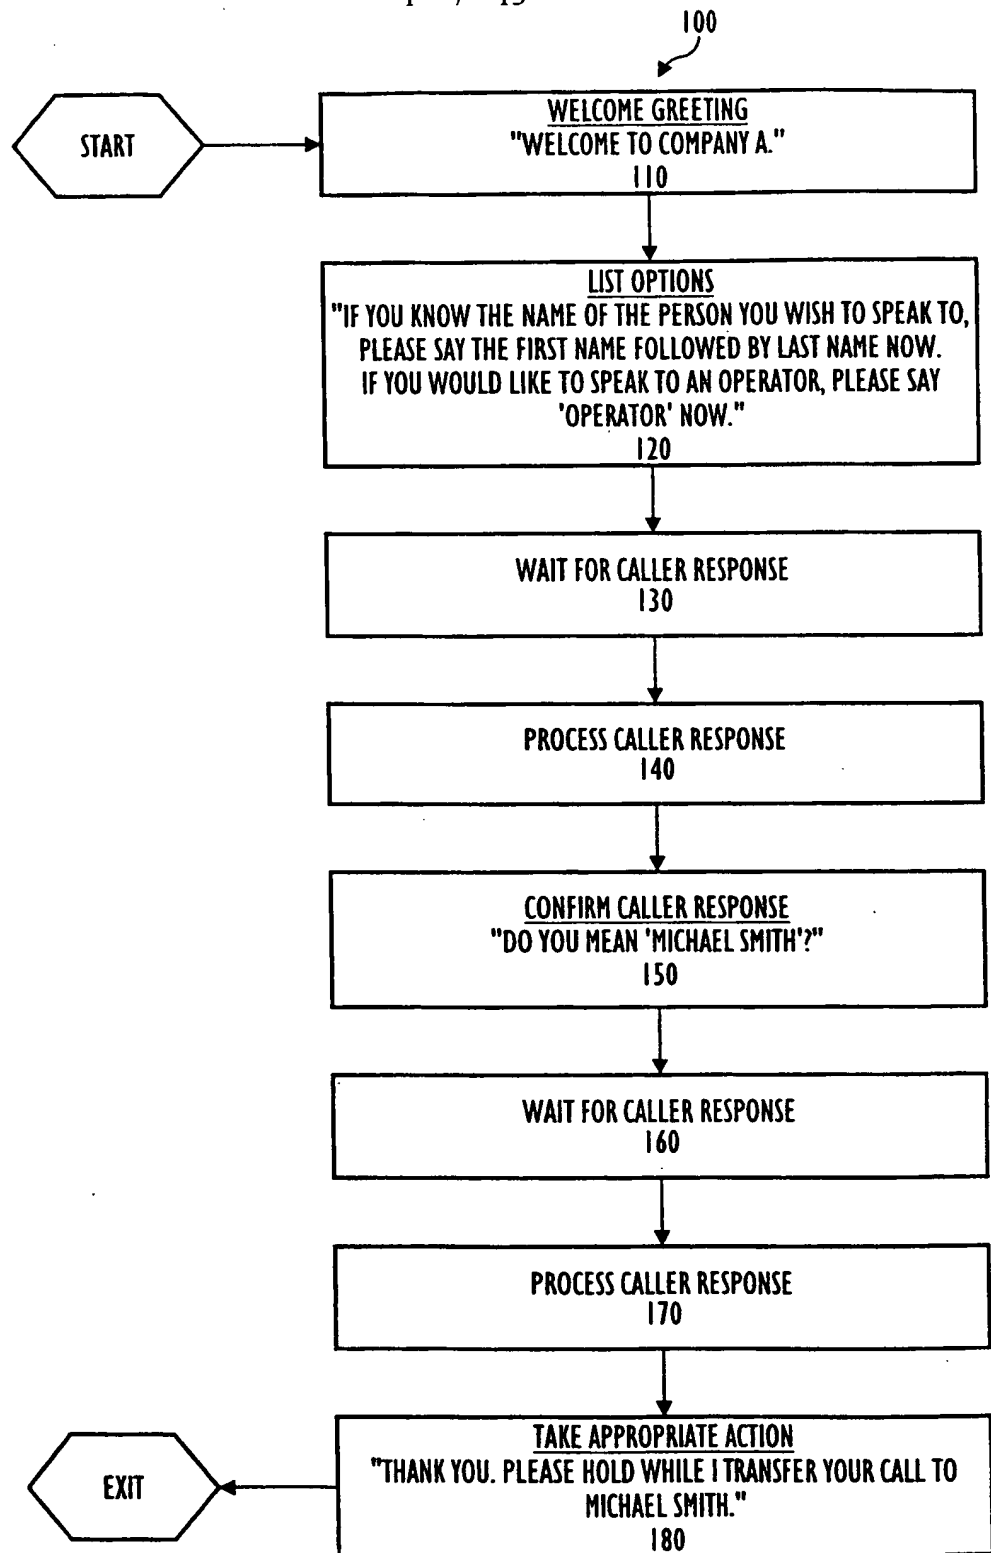 100
START
WELCOME GREETING
"WELCOME TO COMPANY A."
110
LIST OPTIONS
"IF YOU KNOW THE NAME OF THE PERSON YOU WISH TO SPEAK TO,
PLEASE SAY THE FIRST NAME FOLLOWED BY LAST NAME NOW.
IF YOU WOULD LIKE TO SPEAK TO AN OPERATOR, PLEASE SAY
'OPERATOR' NOW."
120
WAIT FOR CALLER RESPONSE
130
PROCESS CALLER RESPONSE
140
CONFIRM CALLER RESPONSE
"DO YOU MEAN 'MICHAEL SMITH'?"
150
WAIT FOR CALLER RESPONSE
160
PROCESS CALLER RESPONSE
170
TAKE APPROPRIATE ACTION
"THANK YOU. PLEASE HOLD WHILE I TRANSFER YOUR CALL TO
MICHAEL SMITH."
180
EXIT